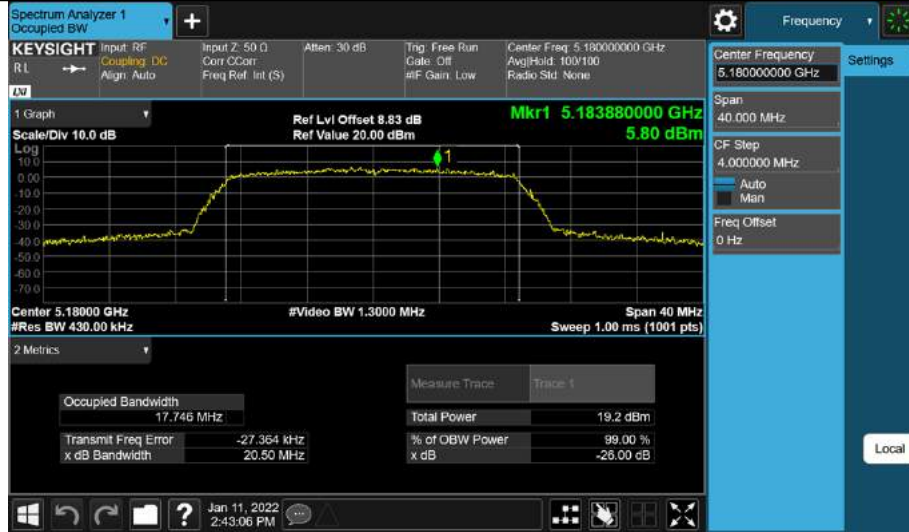 Spectrum Analyzer 1
Occupied BW
+
Frequency
KEYSIGHT
RL
LXI
Input: RF
Coupling: DC
Align: Auto
Input Z: 50 Ω
Corr CCorr
Freq Ref: Int (S)
Atten: 30 dB
Trig: Free Run
Gate: Off
#IF Gain: Low
Center Freq: 5.180000000 GHz
Avg|Hold: 100/100
Radio Std: None
1 Graph
Scale/Div 10.0 dB
Ref Lvl Offset 8.83 dB
Ref Value 20.00 dBm
Mkr1 5.183880000 GHz
5.80 dBm
Log
10.0
0.00
-10.0
-20.0
-30.0
-40.0
-50.0
-60.0
-70.0
1
Center 5.18000 GHz
#Res BW 430.00 kHz
#Video BW 1.3000 MHz
Span 40 MHz
Sweep 1.00 ms (1001 pts)
2 Metrics
Measure Trace
Trace 1
Occupied Bandwidth
17.746 MHz
Total Power
19.2 dBm
Transmit Freq Error
-27.364 kHz
% of OBW Power
99.00 %
x dB Bandwidth
20.50 MHz
x dB
-26.00 dB
Center Frequency
5.180000000 GHz
Settings
Span
40.000 MHz
CF Step
4.000000 MHz
Auto
Man
Freq Offset
0 Hz
Local
?
Jan 11, 2022
2:43:06 PM